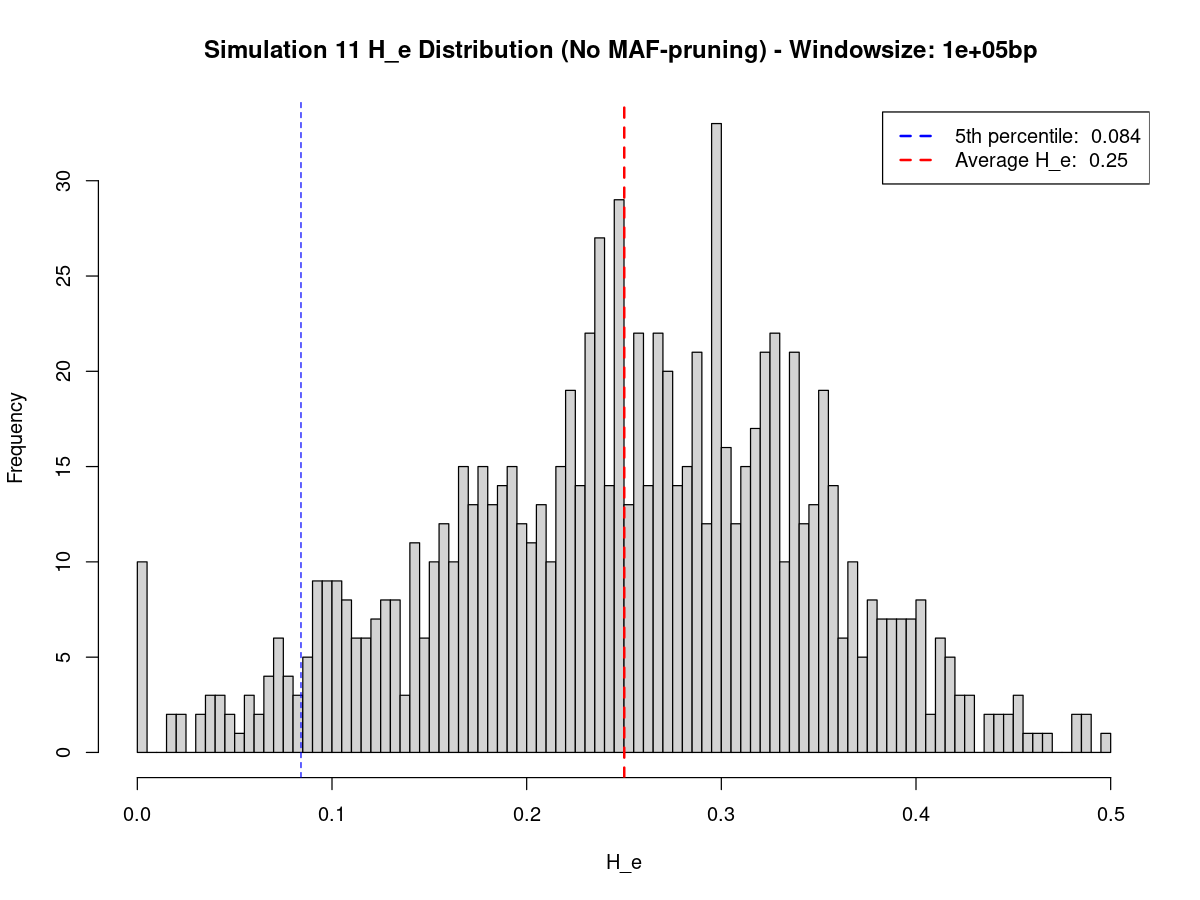 Simulation 11 H_e Distribution (No MAF-pruning) - Windowsize: 1e+05bp
5th percentile:  0.084
Average H_e:  0.25
Frequency
30
25
20
15
10
5
0
0.0 0.1 0.2 0.3 0.4 0.5
H_e